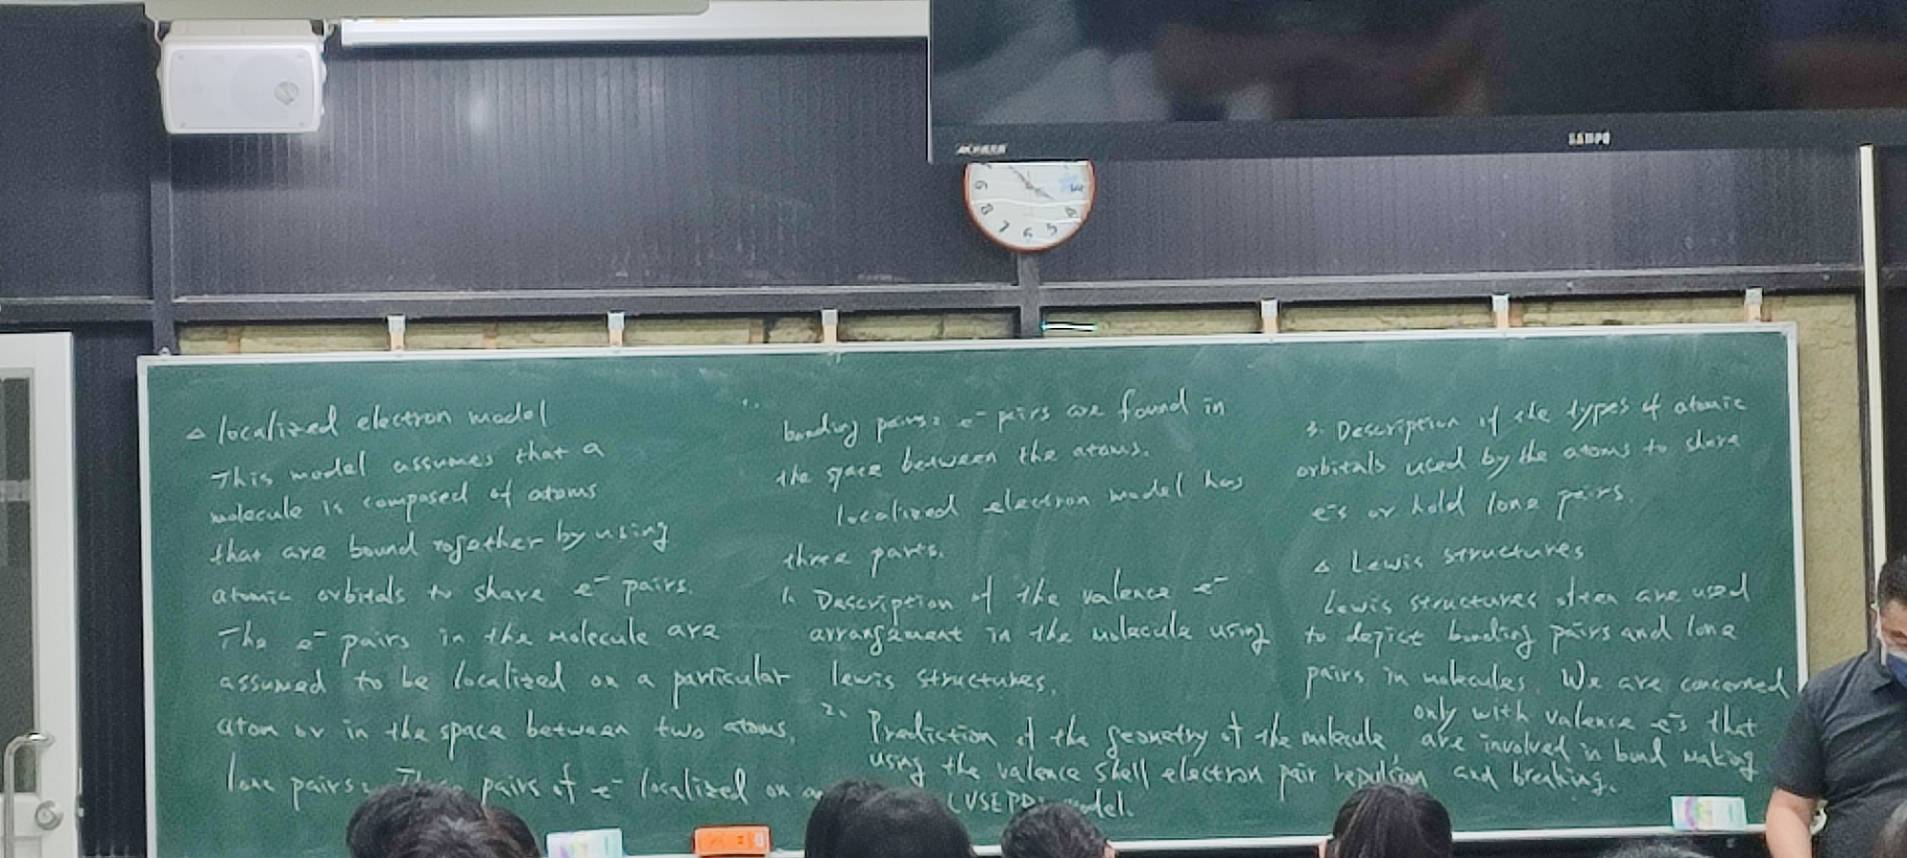 △ localized electron model
This model assumes that a
molecule is composed of atoms
that are bound together by using
atomic orbitals to share e⁻ pairs.
The e⁻ pairs in the molecule are
assumed to be localized on a particular
atom or in the space between two atoms.
lone pairs: pairs of e⁻ localized on
bonding pairs: e⁻ pairs are found in
the space between the atoms.
localized electron model has
three parts.
1. Description of the valence e⁻
arrangement in the molecule using
lewis structures.
2. Prediction of the geometry of the molecule
using the valence shell electron pair repulsion
model.
3. Description of the types of atomic
orbitals used by the atoms to share
e⁻s or hold lone pairs.
△ Lewis structures
Lewis structures often are used
to depict bonding pairs and lone
pairs in molecules. We are concerned
only with valence e⁻s that
are involved in bond making
and breaking.
SAMPO
9
8
7
6
5
4
3